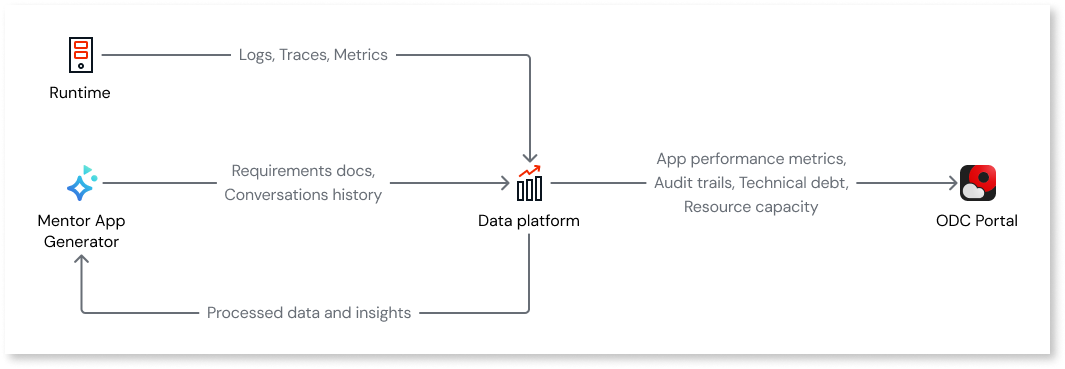 Logs, Traces, Metrics
Runtime
Requirements docs,
Conversations history
App performance metrics,
Audit trails, Technical debt,
Resource capacity
Mentor App
Generator
Data platform
ODC Portal
Processed data and insights